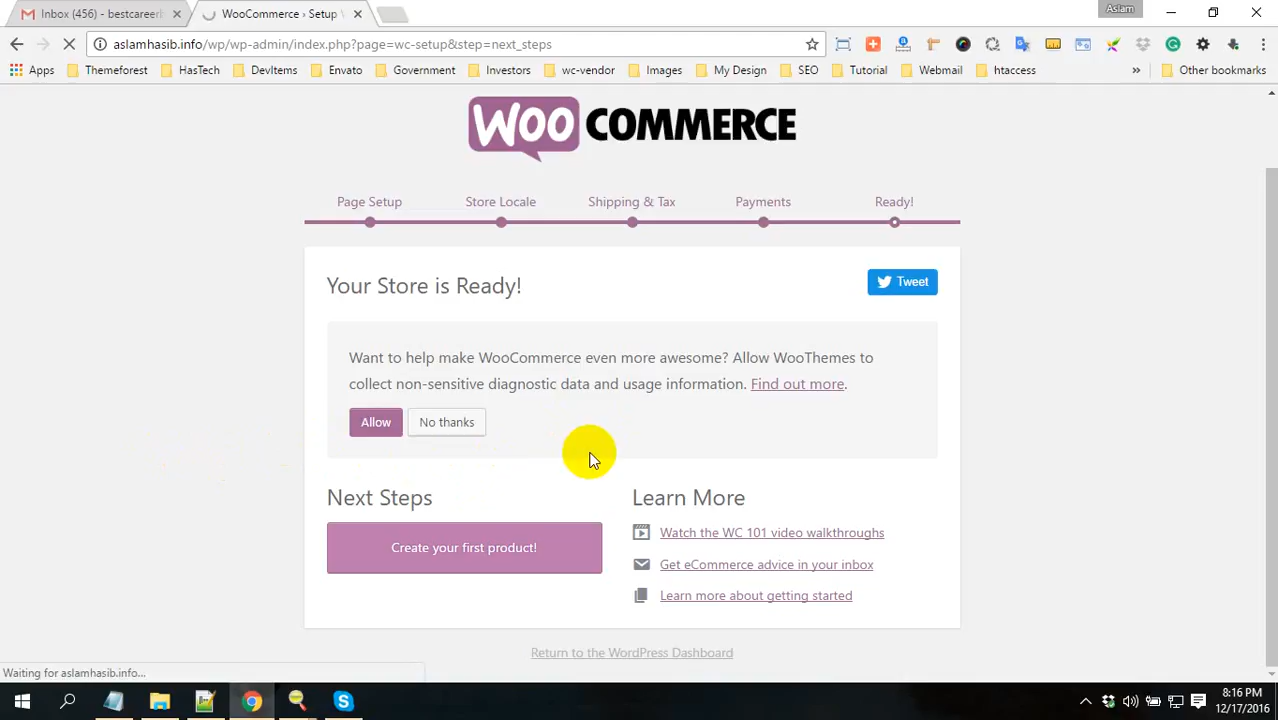 Inbox (456) - bestcareer
WooCommerce › Setup
Aslam
aslamhasib.info/wp/wp-admin/index.php?page=wc-setup&step=next_steps
Apps
Themeforest
HasTech
DevItems
Envato
Government
Investors
wc-vendor
Images
My Design
SEO
Tutorial
Webmail
htaccess
»
Other bookmarks
WOO COMMERCE
Page Setup
Store Locale
Shipping & Tax
Payments
Ready!
Your Store is Ready!
Tweet
Want to help make WooCommerce even more awesome? Allow WooThemes to
collect non-sensitive diagnostic data and usage information. Find out more.
Allow
No thanks
Next Steps
Learn More
Create your first product!
Watch the WC 101 video walkthroughs
Get eCommerce advice in your inbox
Learn more about getting started
Return to the WordPress Dashboard
Waiting for aslamhasib.info...
8:16 PM
12/17/2016